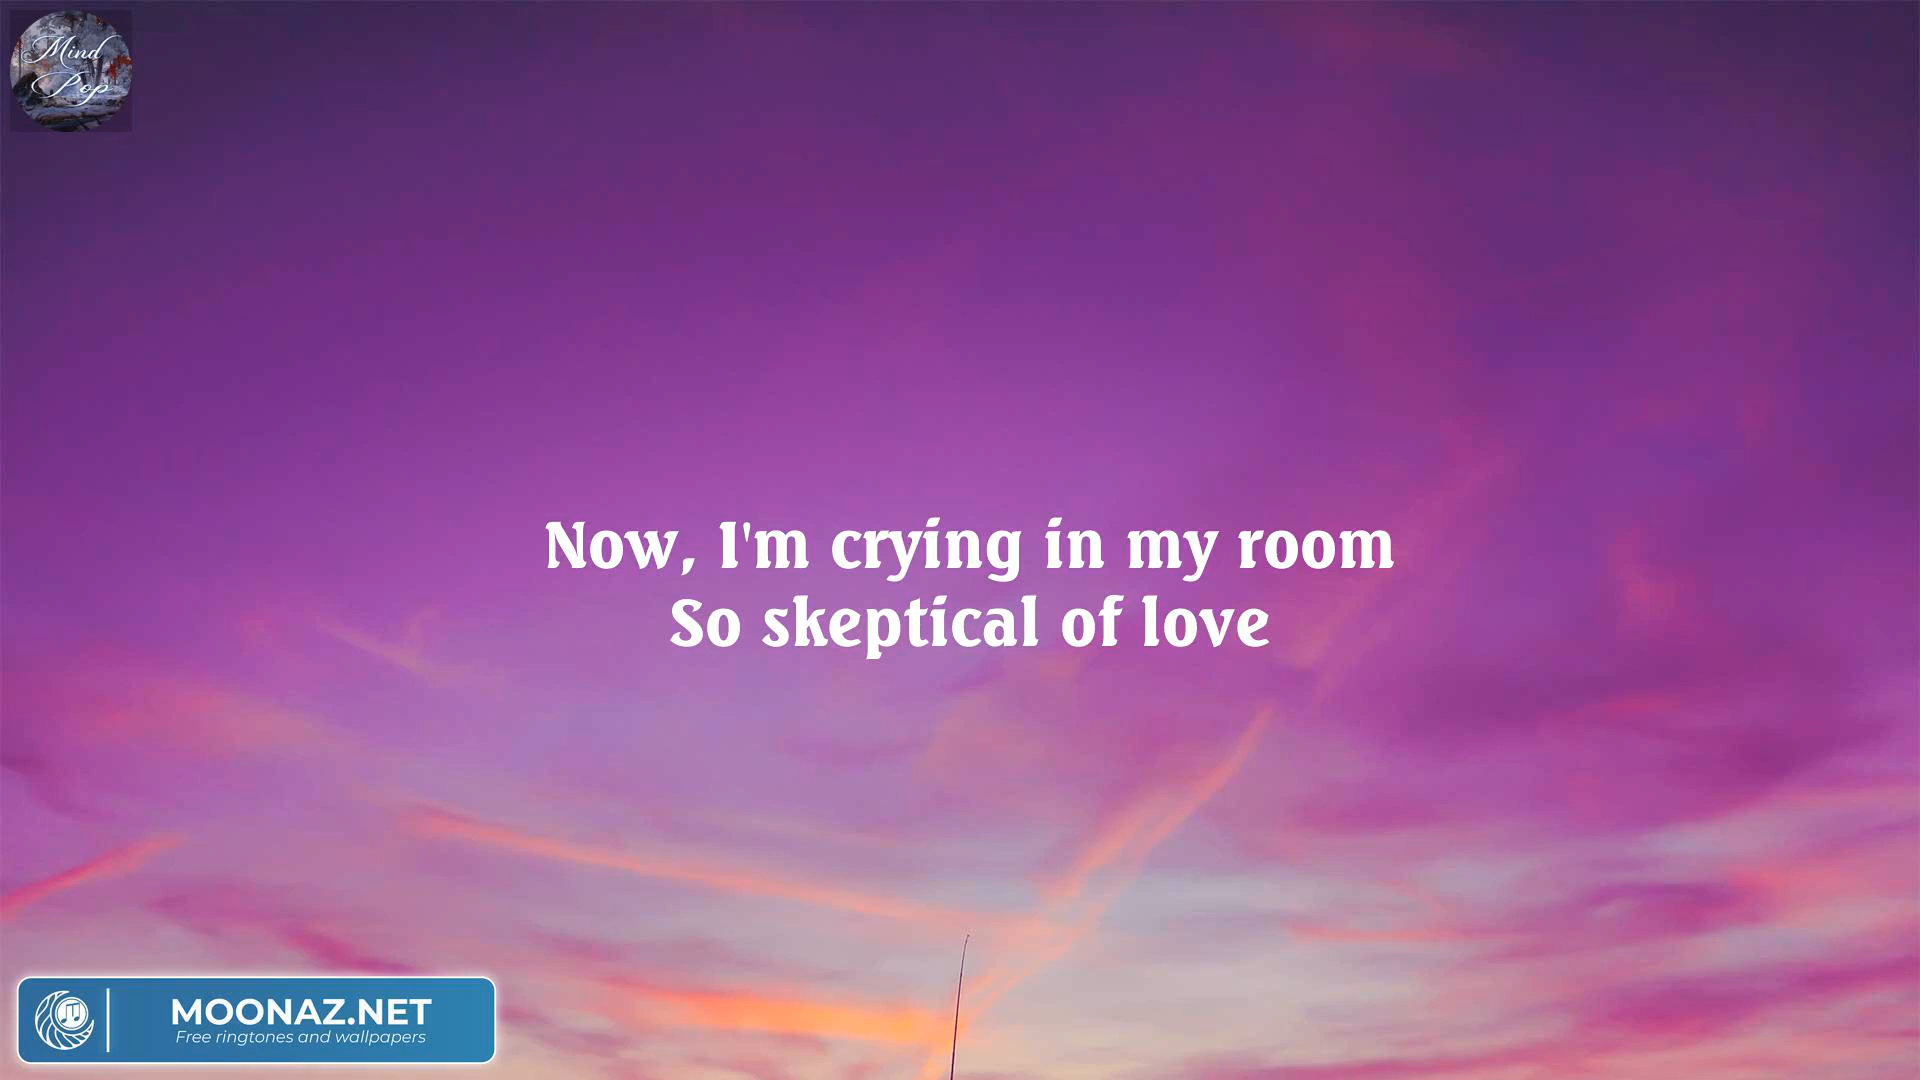 Mind
Pop
Now, I'm crying in my room
So skeptical of love
MOONAZ.NET
Free ringtones and wallpapers